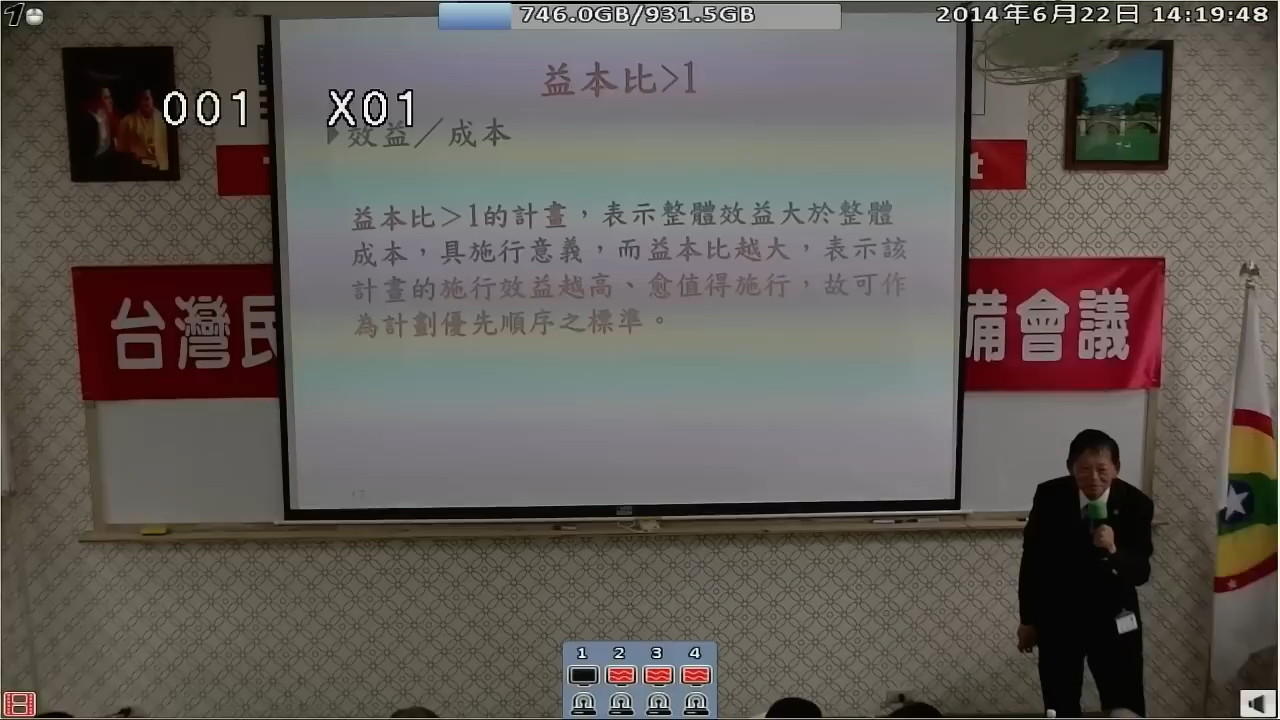 746.0GB/931.5GB
2014年6月22日 14:19:48
001 X01
益本比>1
效益／成本
益本比＞1的計畫，表示整體效益大於整體
成本，具施行意義，而益本比越大，表示該
計畫的施行效益越高、愈值得施行，故可作
為計劃優先順序之標準。
17
t
台灣民
備會議
1 2 3 4